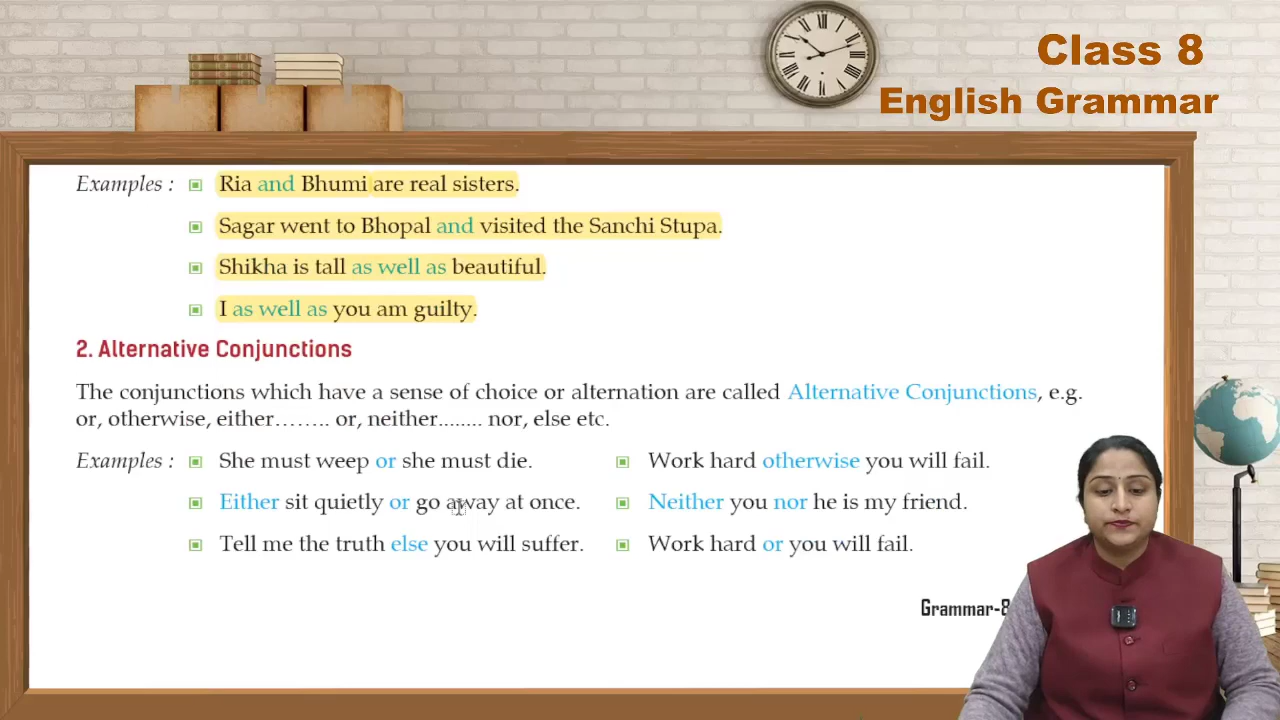 Class 8
English Grammar
Examples : Ria and Bhumi are real sisters.
Sagar went to Bhopal and visited the Sanchi Stupa.
Shikha is tall as well as beautiful.
I as well as you am guilty.
2. Alternative Conjunctions
The conjunctions which have a sense of choice or alternation are called Alternative Conjunctions, e.g.
or, otherwise, either…….. or, neither........ nor, else etc.
Examples : She must weep or she must die. Work hard otherwise you will fail.
Either sit quietly or go away at once. Neither you nor he is my friend.
Tell me the truth else you will suffer. Work hard or you will fail.
Grammar-8